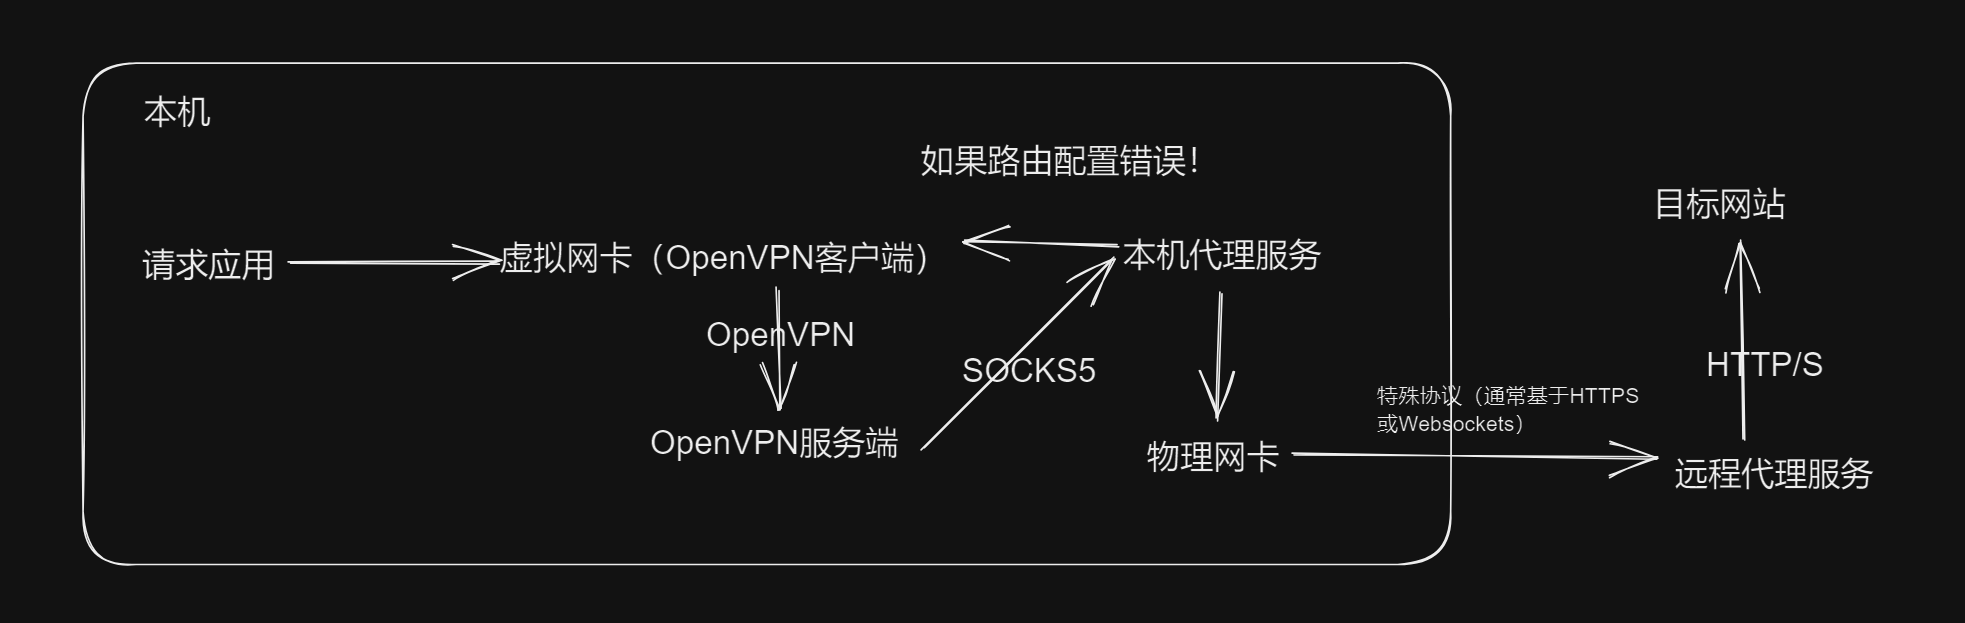 本机
如果路由配置错误！
目标网站
请求应用
虚拟网卡（OpenVPN客户端）
本机代理服务
OpenVPN
SOCKS5
HTTP/S
特殊协议（通常基于HTTPS
或Websockets）
OpenVPN服务端
物理网卡
远程代理服务